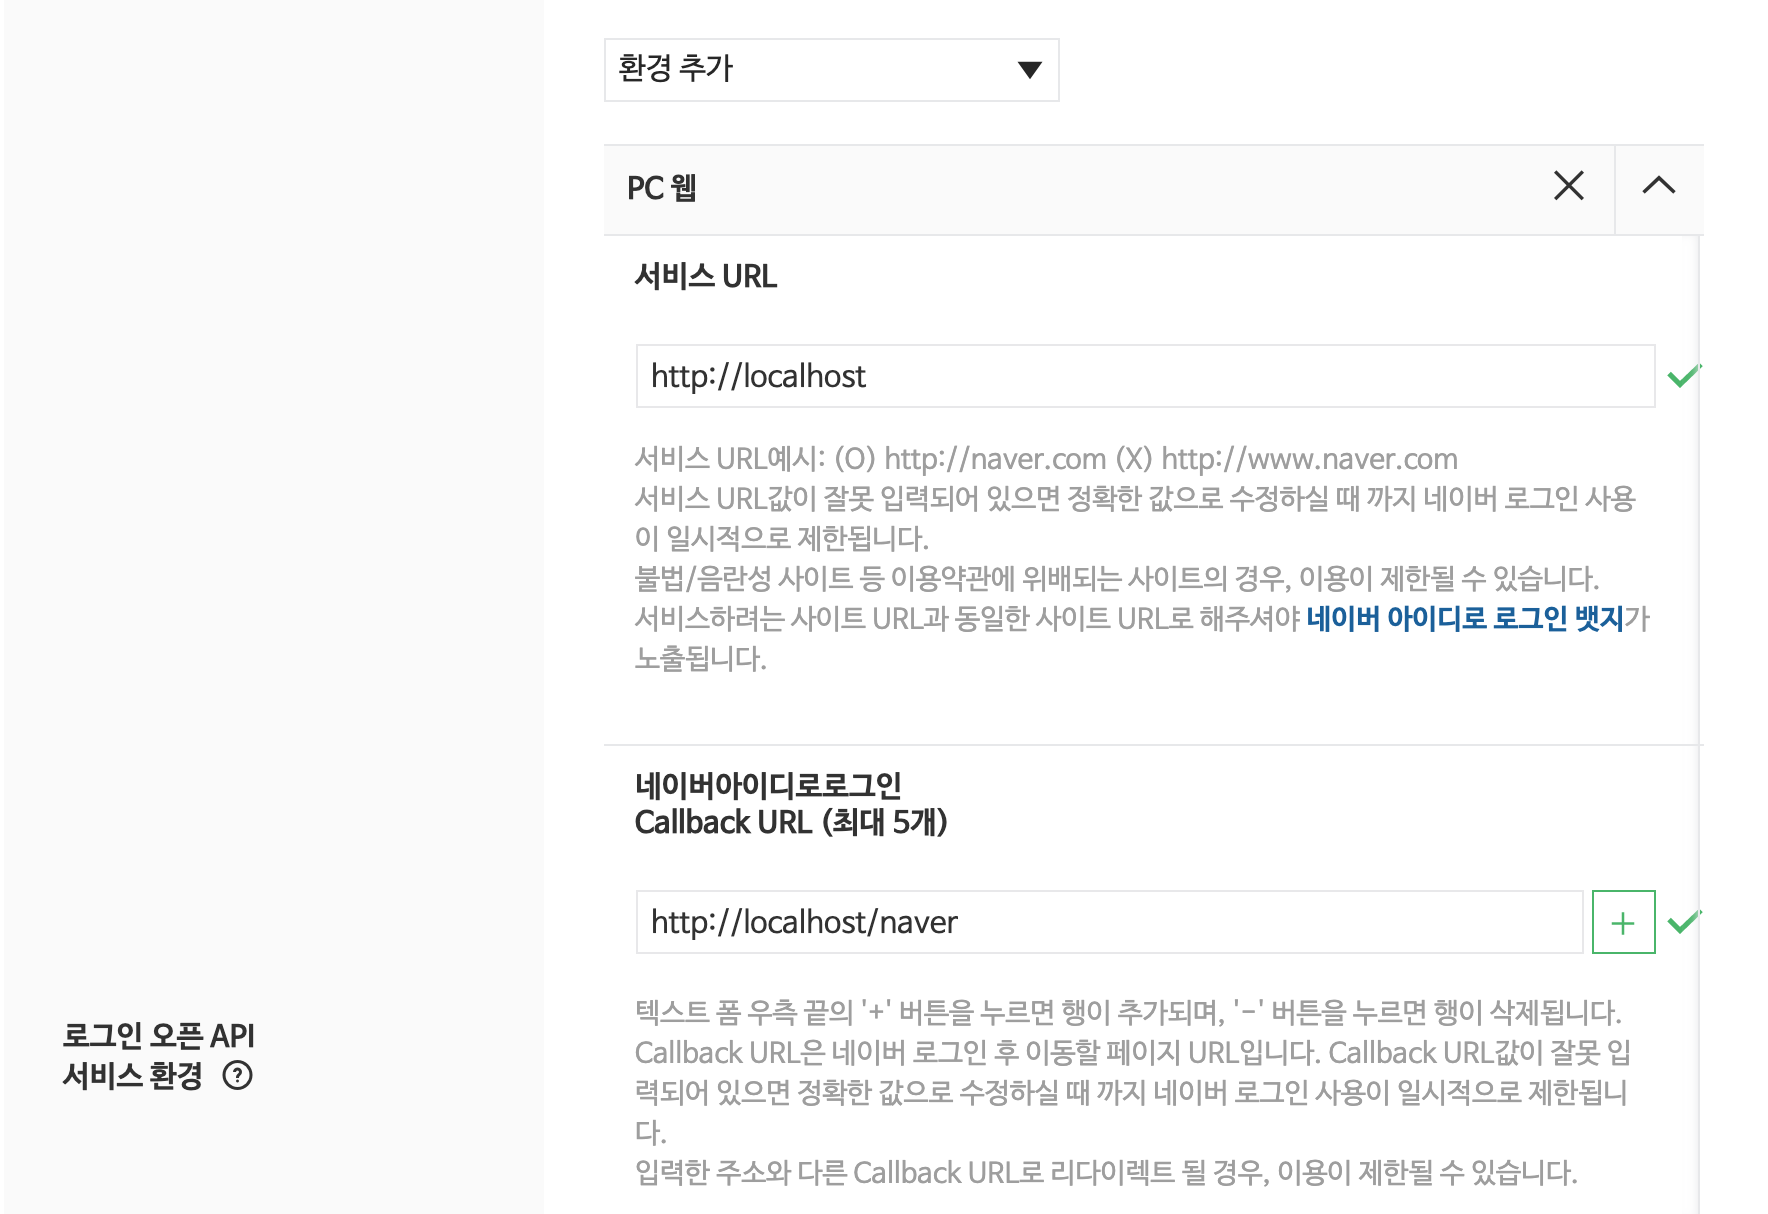 환경 추가
PC 웹
서비스 URL
http://localhost
서비스 URL예시: (O) http://naver.com (X) http://www.naver.com
서비스 URL값이 잘못 입력되어 있으면 정확한 값으로 수정하실 때 까지 네이버 로그인 사용
이 일시적으로 제한됩니다.
불법/음란성 사이트 등 이용약관에 위배되는 사이트의 경우, 이용이 제한될 수 있습니다.
서비스하려는 사이트 URL과 동일한 사이트 URL로 해주셔야 네이버 아이디로 로그인 뱃지가
노출됩니다.
네이버아이디로로그인
Callback URL (최대 5개)
http://localhost/naver
+
텍스트 폼 우측 끝의 '+' 버튼을 누르면 행이 추가되며, '-' 버튼을 누르면 행이 삭제됩니다.
Callback URL은 네이버 로그인 후 이동할 페이지 URL입니다. Callback URL값이 잘못 입
력되어 있으면 정확한 값으로 수정하실 때 까지 네이버 로그인 사용이 일시적으로 제한됩니
다.
입력한 주소와 다른 Callback URL로 리다이렉트 될 경우, 이용이 제한될 수 있습니다.
로그인 오픈 API
서비스 환경 ?